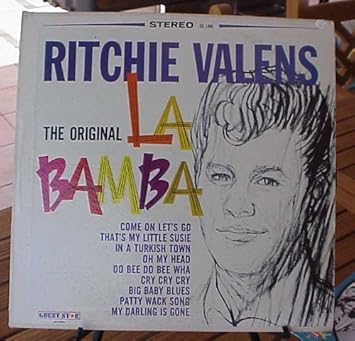 STEREO
RITCHIE VALENS
THE ORIGINAL LA
BAMBA
COME ON LET'S GO
THAT'S MY LITTLE SUSIE
IN A TURKISH TOWN
OH MY HEAD
DO BEE DO BEE WHA
CRY CRY CRY
BIG BABY BLUES
PATTY WACK SONG
MY DARLING IS GONE
GUEST STAR